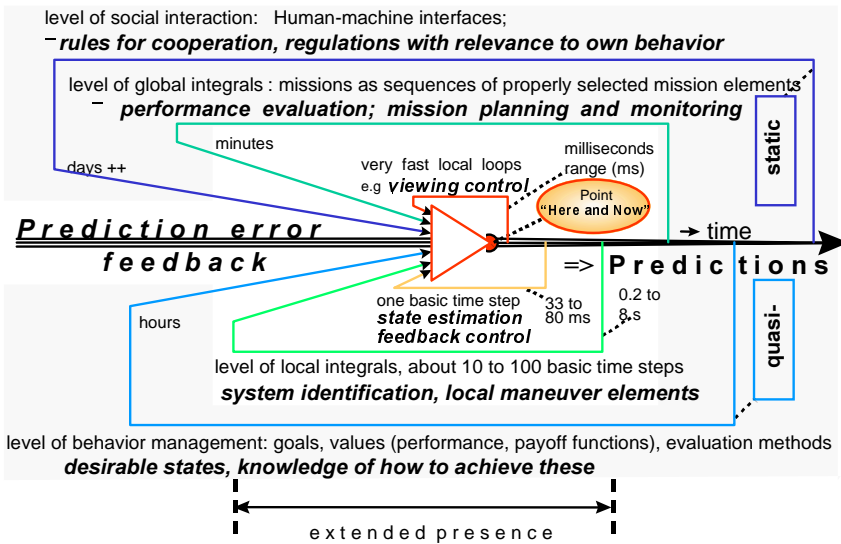 level of social interaction: Human-machine interfaces;
– rules for cooperation, regulations with relevance to own behavior
level of global integrals : missions as sequences of properly selected mission elements
– performance evaluation; mission planning and monitoring
minutes
days ++
very fast local loops
e.g viewing control
milliseconds
range (ms)
static
Point
“Here and Now”
Prediction error
feedback
→ time
=> Predictions
one basic time step
state estimation
feedback control
33 to
80 ms
0.2 to
8 s
hours
quasi-
level of local integrals, about 10 to 100 basic time steps
system identification, local maneuver elements
level of behavior management: goals, values (performance, payoff functions), evaluation methods
desirable states, knowledge of how to achieve these
extended presence